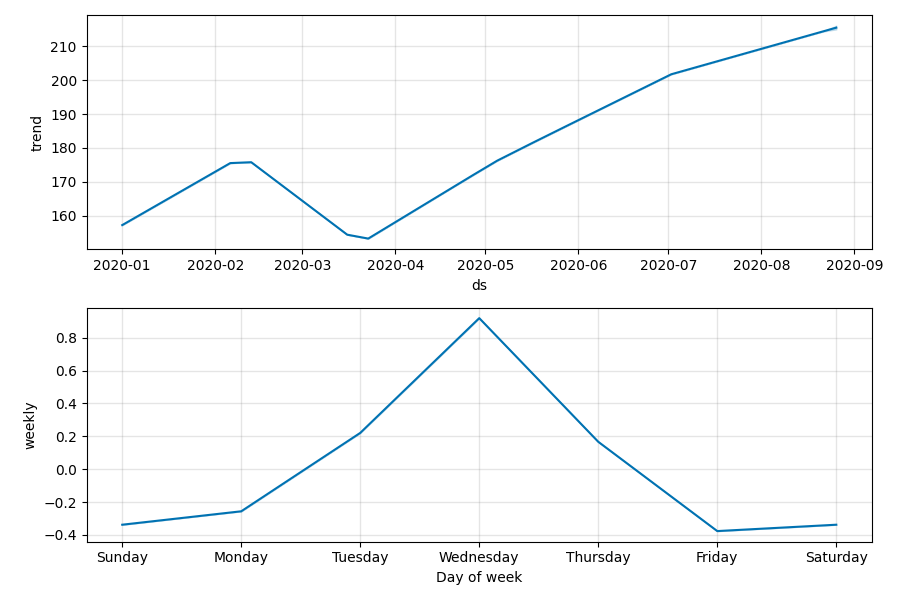 210
200
190
180
170
160
trend
2020-01 2020-02 2020-03 2020-04 2020-05 2020-06 2020-07 2020-08 2020-09
ds
0.8
0.6
0.4
0.2
0.0
−0.2
−0.4
weekly
Sunday Monday Tuesday Wednesday Thursday Friday Saturday
Day of week